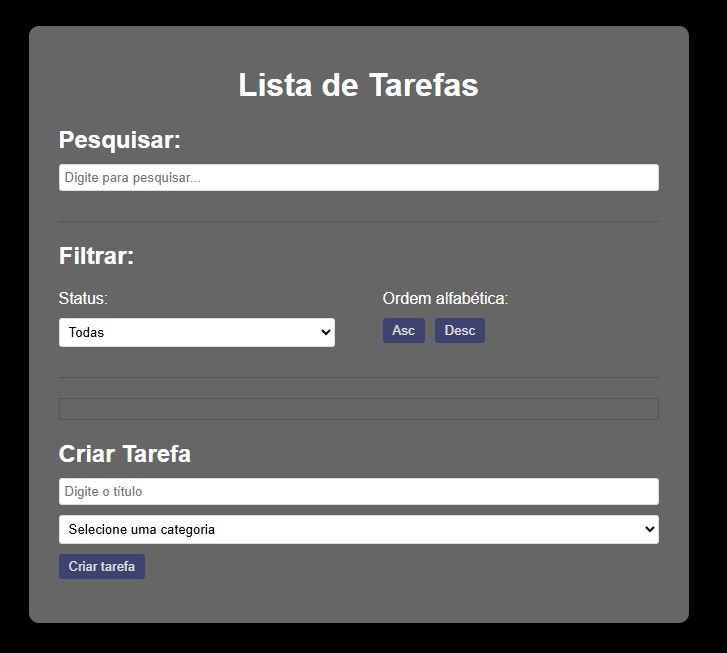 Lista de Tarefas
Pesquisar:
Digite para pesquisar...
Filtrar:
Status:
Ordem alfabética:
Todas
Asc
Desc
Criar Tarefa
Digite o título
Selecione uma categoria
Criar tarefa